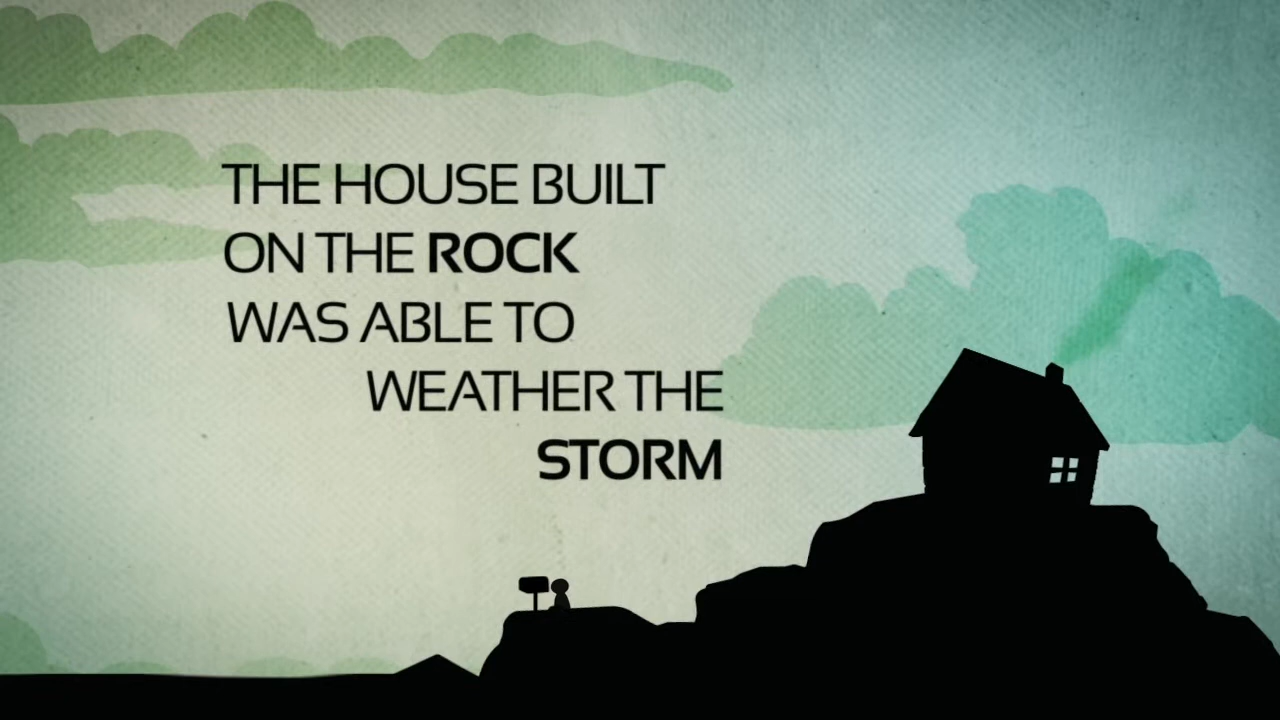 THE HOUSE BUILT
ON THE ROCK
WAS ABLE TO
WEATHER THE
STORM